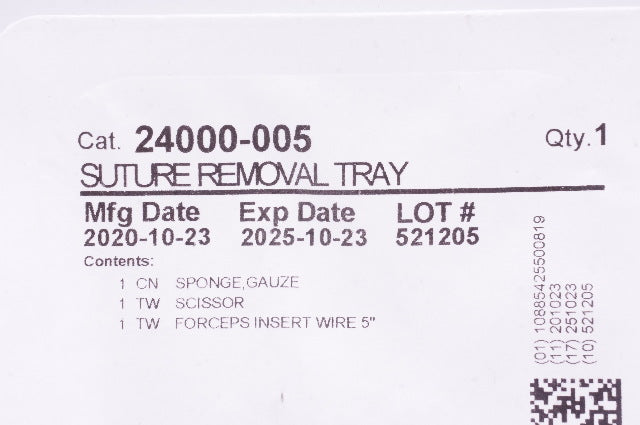 Cat. 24000-005 Qty.1
SUTURE REMOVAL TRAY
Mfg Date Exp Date LOT #
2020-10-23 2025-10-23 521205
Contents:
1 CN SPONGE,GAUZE
1 TW SCISSOR
1 TW FORCEPS INSERT WIRE 5"
(01) 10885425500819
(11) 201023
(17) 251023
(10) 521205